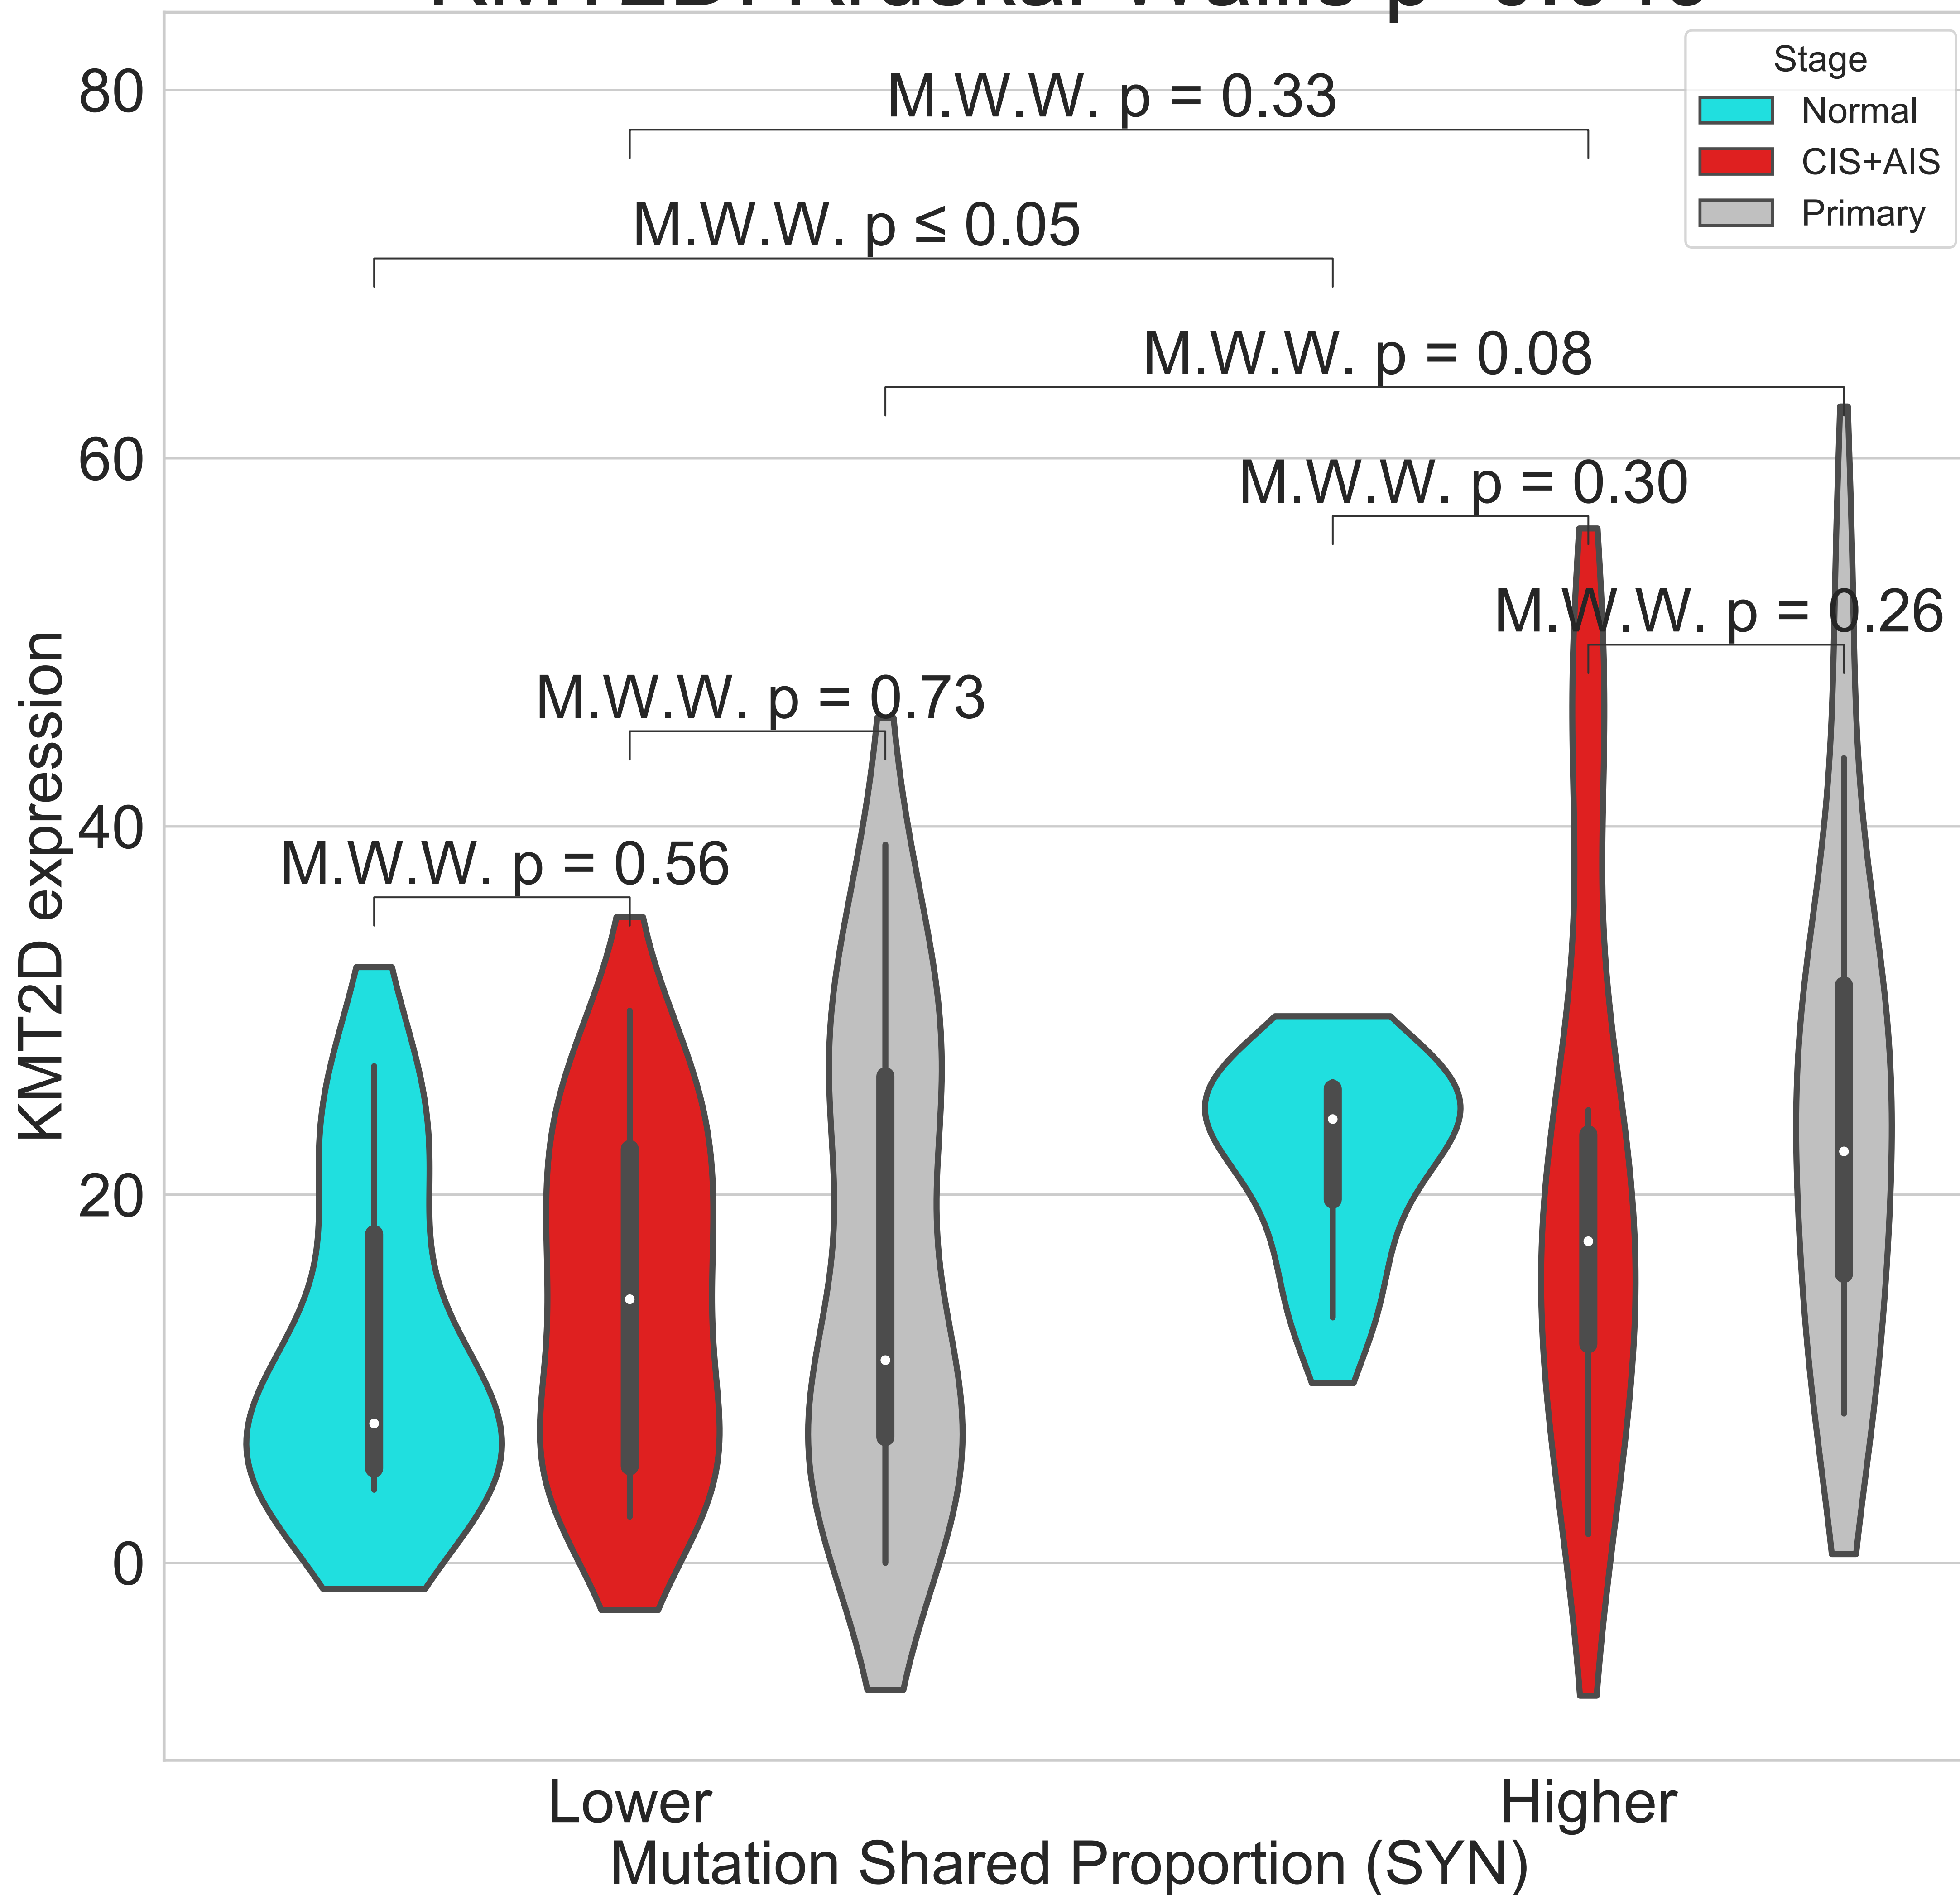 Stage
Normal
CIS+AIS
Primary
80
60
40
20
0
KMT2D expression
M.W.W. p = 0.33
M.W.W. p ≤ 0.05
M.W.W. p = 0.08
M.W.W. p = 0.30
M.W.W. p = 0.26
M.W.W. p = 0.73
M.W.W. p = 0.56
Lower
Higher
Mutation Shared Proportion (SYN)